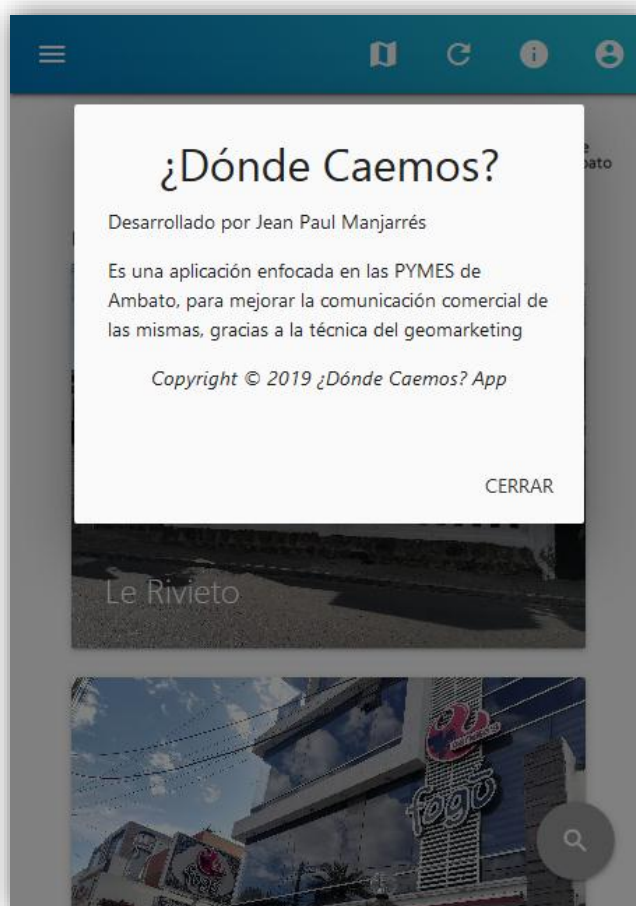 ¿Dónde Caemos?
Desarrollado por Jean Paul Manjarrés
Es una aplicación enfocada en las PYMES de
Ambato, para mejorar la comunicación comercial de
las mismas, gracias a la técnica del geomarketing
Copyright © 2019 ¿Dónde Caemos? App
CERRAR
Le Rivieto
fogo